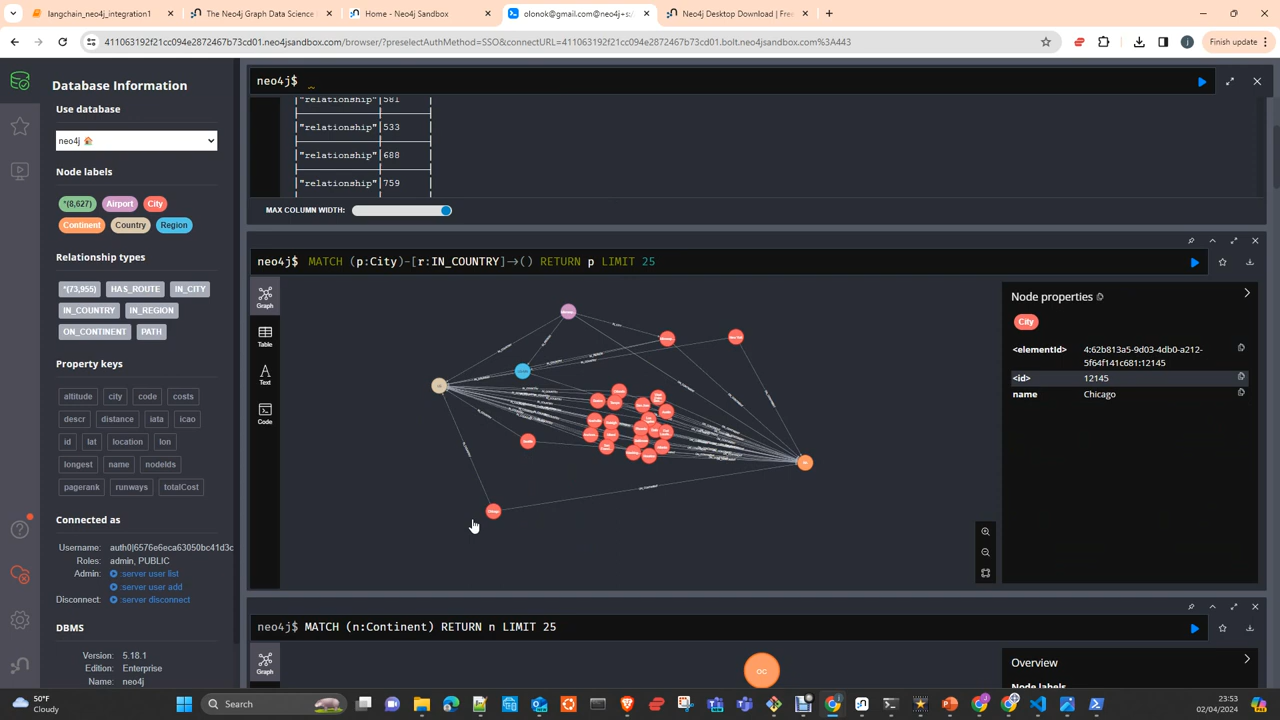 langchain_neo4j_integration1
The Neo4j Graph Data Science
Home - Neo4j Sandbox
olonok@gmail.com@neo4j+s:/
Neo4j Desktop Download | Free
411063192f21cc094e2872467b73cd01.neo4jsandbox.com/browser/?preselectAuthMethod=SSO&connectURL=411063192f21cc094e2872467b73cd01.bolt.neo4jsandbox.com%3A443
Finish update
Database Information
Use database
neo4j
Node labels
*(8,627) Airport City
Continent Country Region
Relationship types
*(73,955) HAS_ROUTE IN_CITY
IN_COUNTRY IN_REGION
ON_CONTINENT PATH
Property keys
altitude city code costs
descr distance iata icao
id lat location lon
longest name nodeIds
pagerank runways totalCost
Connected as
Username: auth0|6576e6eca63050bc41d3c
Roles: admin, PUBLIC
Admin: :server user list
:server user add
Disconnect: :server disconnect
DBMS
Version: 5.18.1
Edition: Enterprise
Name: neo4j
neo4j$ _
"relationship" 581
"relationship" 533
"relationship" 688
"relationship" 759
MAX COLUMN WIDTH:
neo4j$ MATCH (p:City)-[r:IN_COUNTRY]→() RETURN p LIMIT 25
Graph
Table
Text
Code
Node properties
City
<elementId> 4:62b813a5-9d03-4db0-a212-
5f64f141c681:12145
<id> 12145
name Chicago
neo4j$ MATCH (n:Continent) RETURN n LIMIT 25
Graph
OC
Overview
Node labels
50°F
Cloudy
Search
23:53
02/04/2024